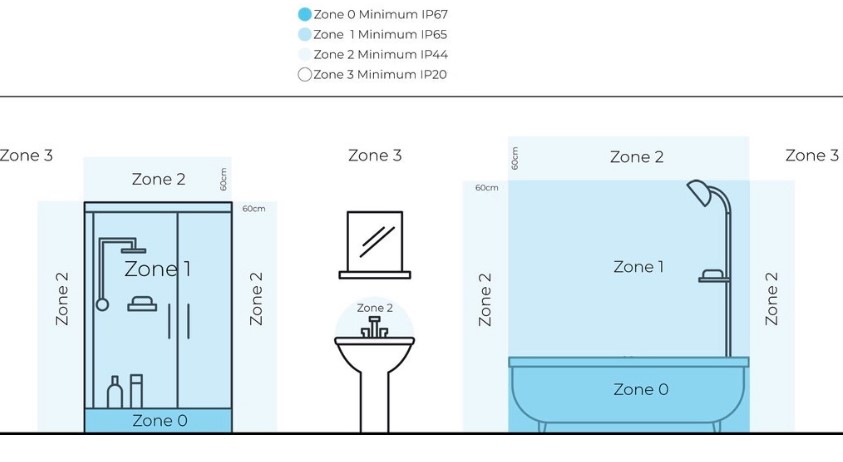 Zone 0 Minimum IP67
Zone 1 Minimum IP65
Zone 2 Minimum IP44
Zone 3 Minimum IP20
Zone 3
Zone 2
60cm
60cm
Zone 2
Zone 1
Zone 2
Zone 0
Zone 3
Zone 2
60cm
Zone 2
Zone 3
60cm
Zone 2
Zone 1
Zone 2
Zone 0